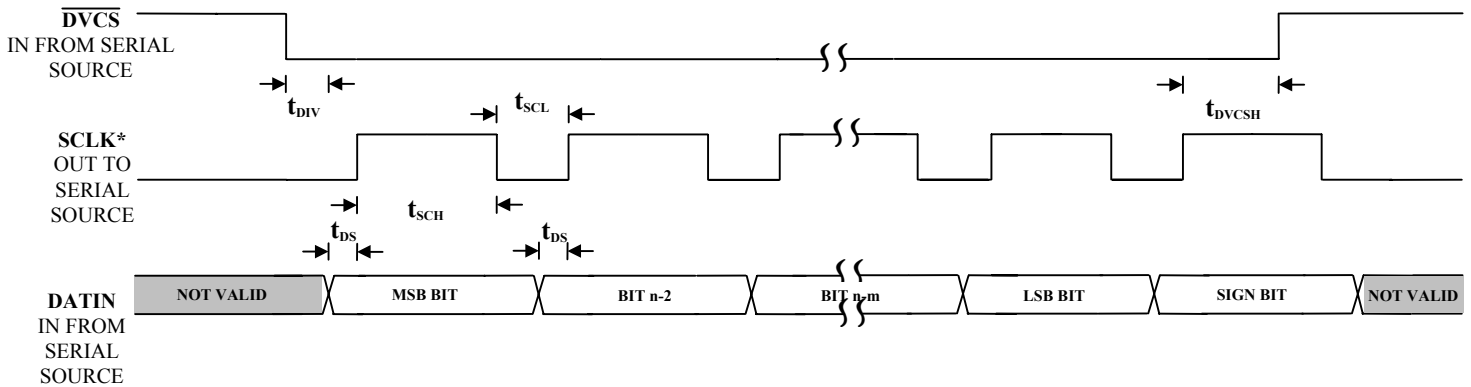 DVCS
IN FROM SERIAL
SOURCE
tDIV
tSCL
tDVCSH
SCLK*
OUT TO
SERIAL
SOURCE
tSCH
tDS
tDS
DATIN
IN FROM
SERIAL
SOURCE
NOT VALID
MSB BIT
BIT n-2
BIT n-m
LSB BIT
SIGN BIT
NOT VALID